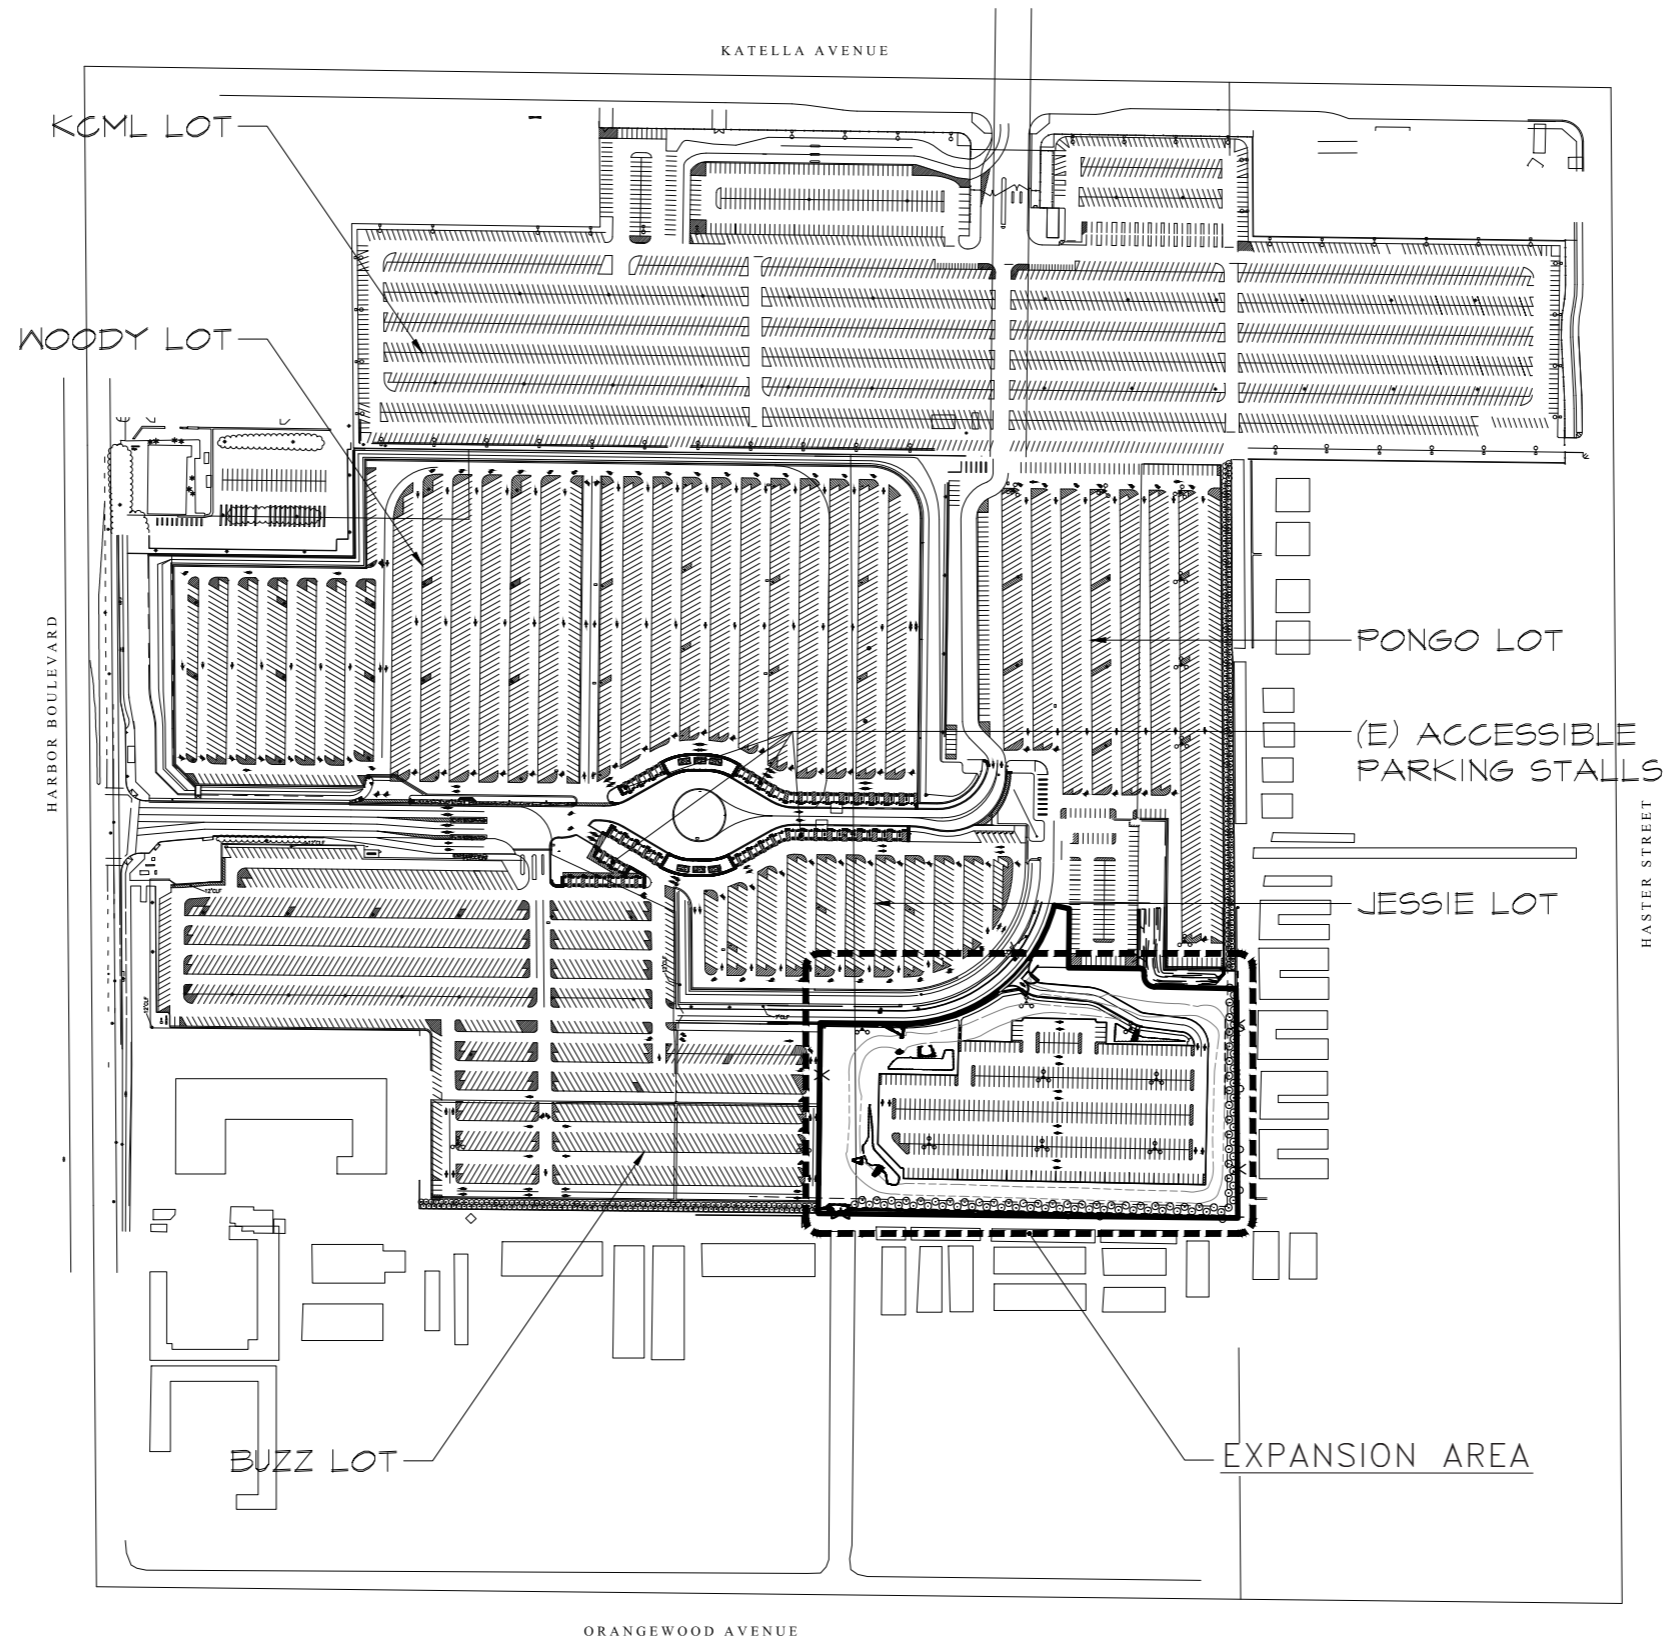 KATELLA AVENUE
KCML LOT
WOODY LOT
HARBOR BOULEVARD
PONGO LOT
(E) ACCESSIBLE
PARKING STALLS
HASTER STREET
JESSIE LOT
BUZZ LOT
EXPANSION AREA
ORANGEWOOD AVENUE